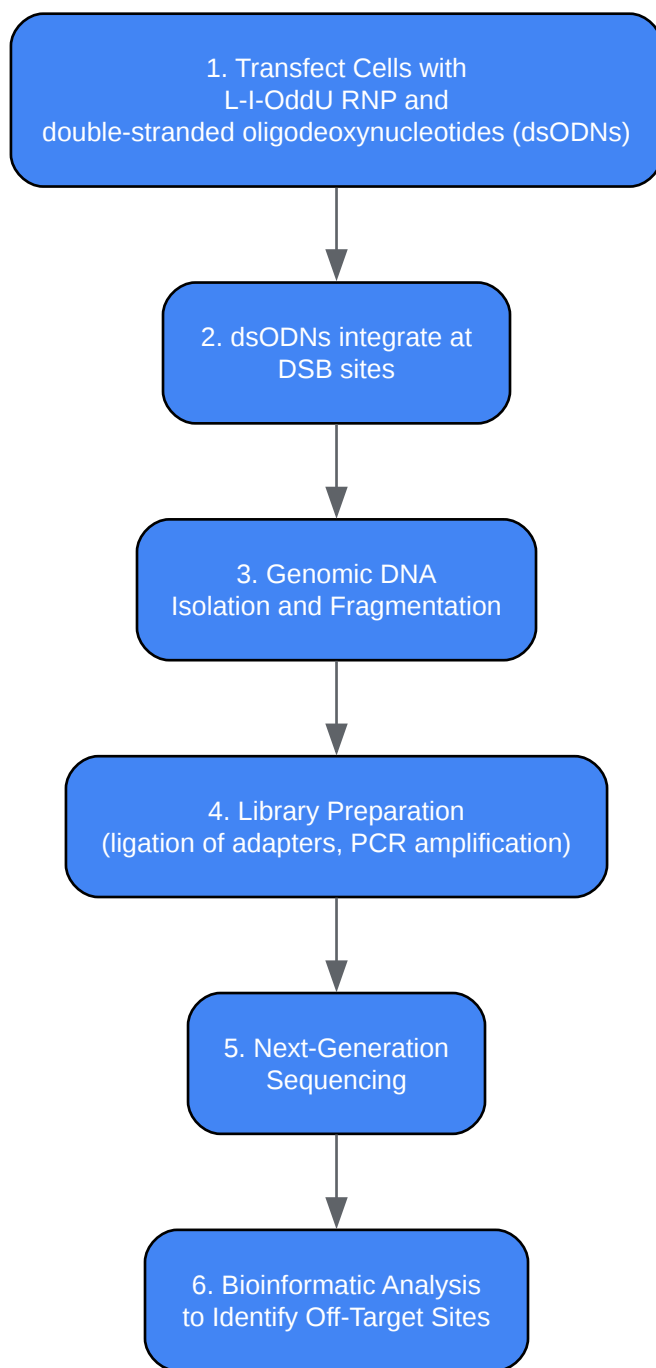 1. Transfect Cells with
L-I-OddU RNP and
double-stranded oligodeoxynucleotides (dsODNs)
2. dsODNs integrate at
DSB sites
3. Genomic DNA
Isolation and Fragmentation
4. Library Preparation
(ligation of adapters, PCR amplification)
5. Next-Generation
Sequencing
6. Bioinformatic Analysis
to Identify Off-Target Sites